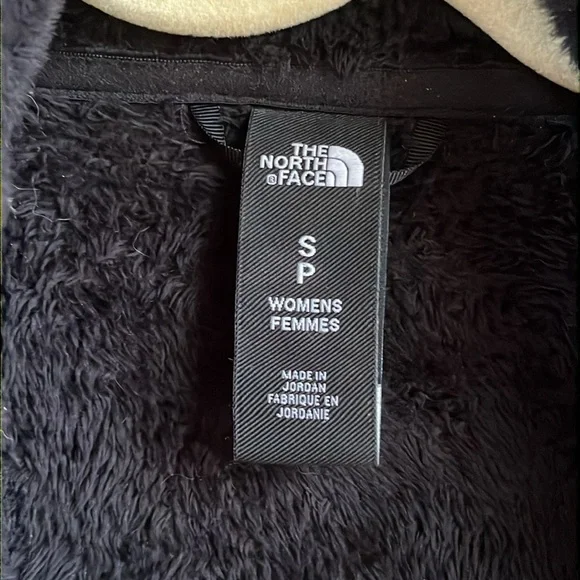 THE
NORTH
®FACE
S
P
WOMENS
FEMMES
MADE IN
JORDAN
FABRIQUE EN
JORDANIE